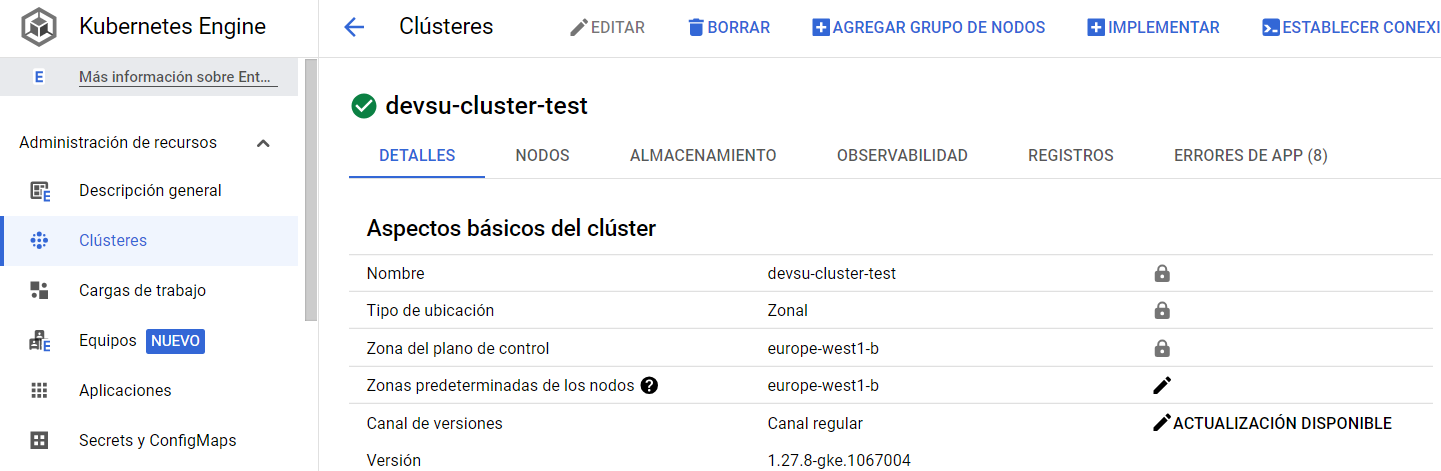 Kubernetes Engine
Clústeres
EDITAR
BORRAR
AGREGAR GRUPO DE NODOS
IMPLEMENTAR
ESTABLECER CONEXI
E Más información sobre Ent...
Administración de recursos
Descripción general
Clústeres
Cargas de trabajo
Equipos NUEVO
Aplicaciones
Secrets y ConfigMaps
devsu-cluster-test
DETALLES NODOS ALMACENAMIENTO OBSERVABILIDAD REGISTROS ERRORES DE APP (8)
Aspectos básicos del clúster
Nombre devsu-cluster-test
Tipo de ubicación Zonal
Zona del plano de control europe-west1-b
Zonas predeterminadas de los nodos europe-west1-b
Canal de versiones Canal regular ACTUALIZACIÓN DISPONIBLE
Versión 1.27.8-gke.1067004